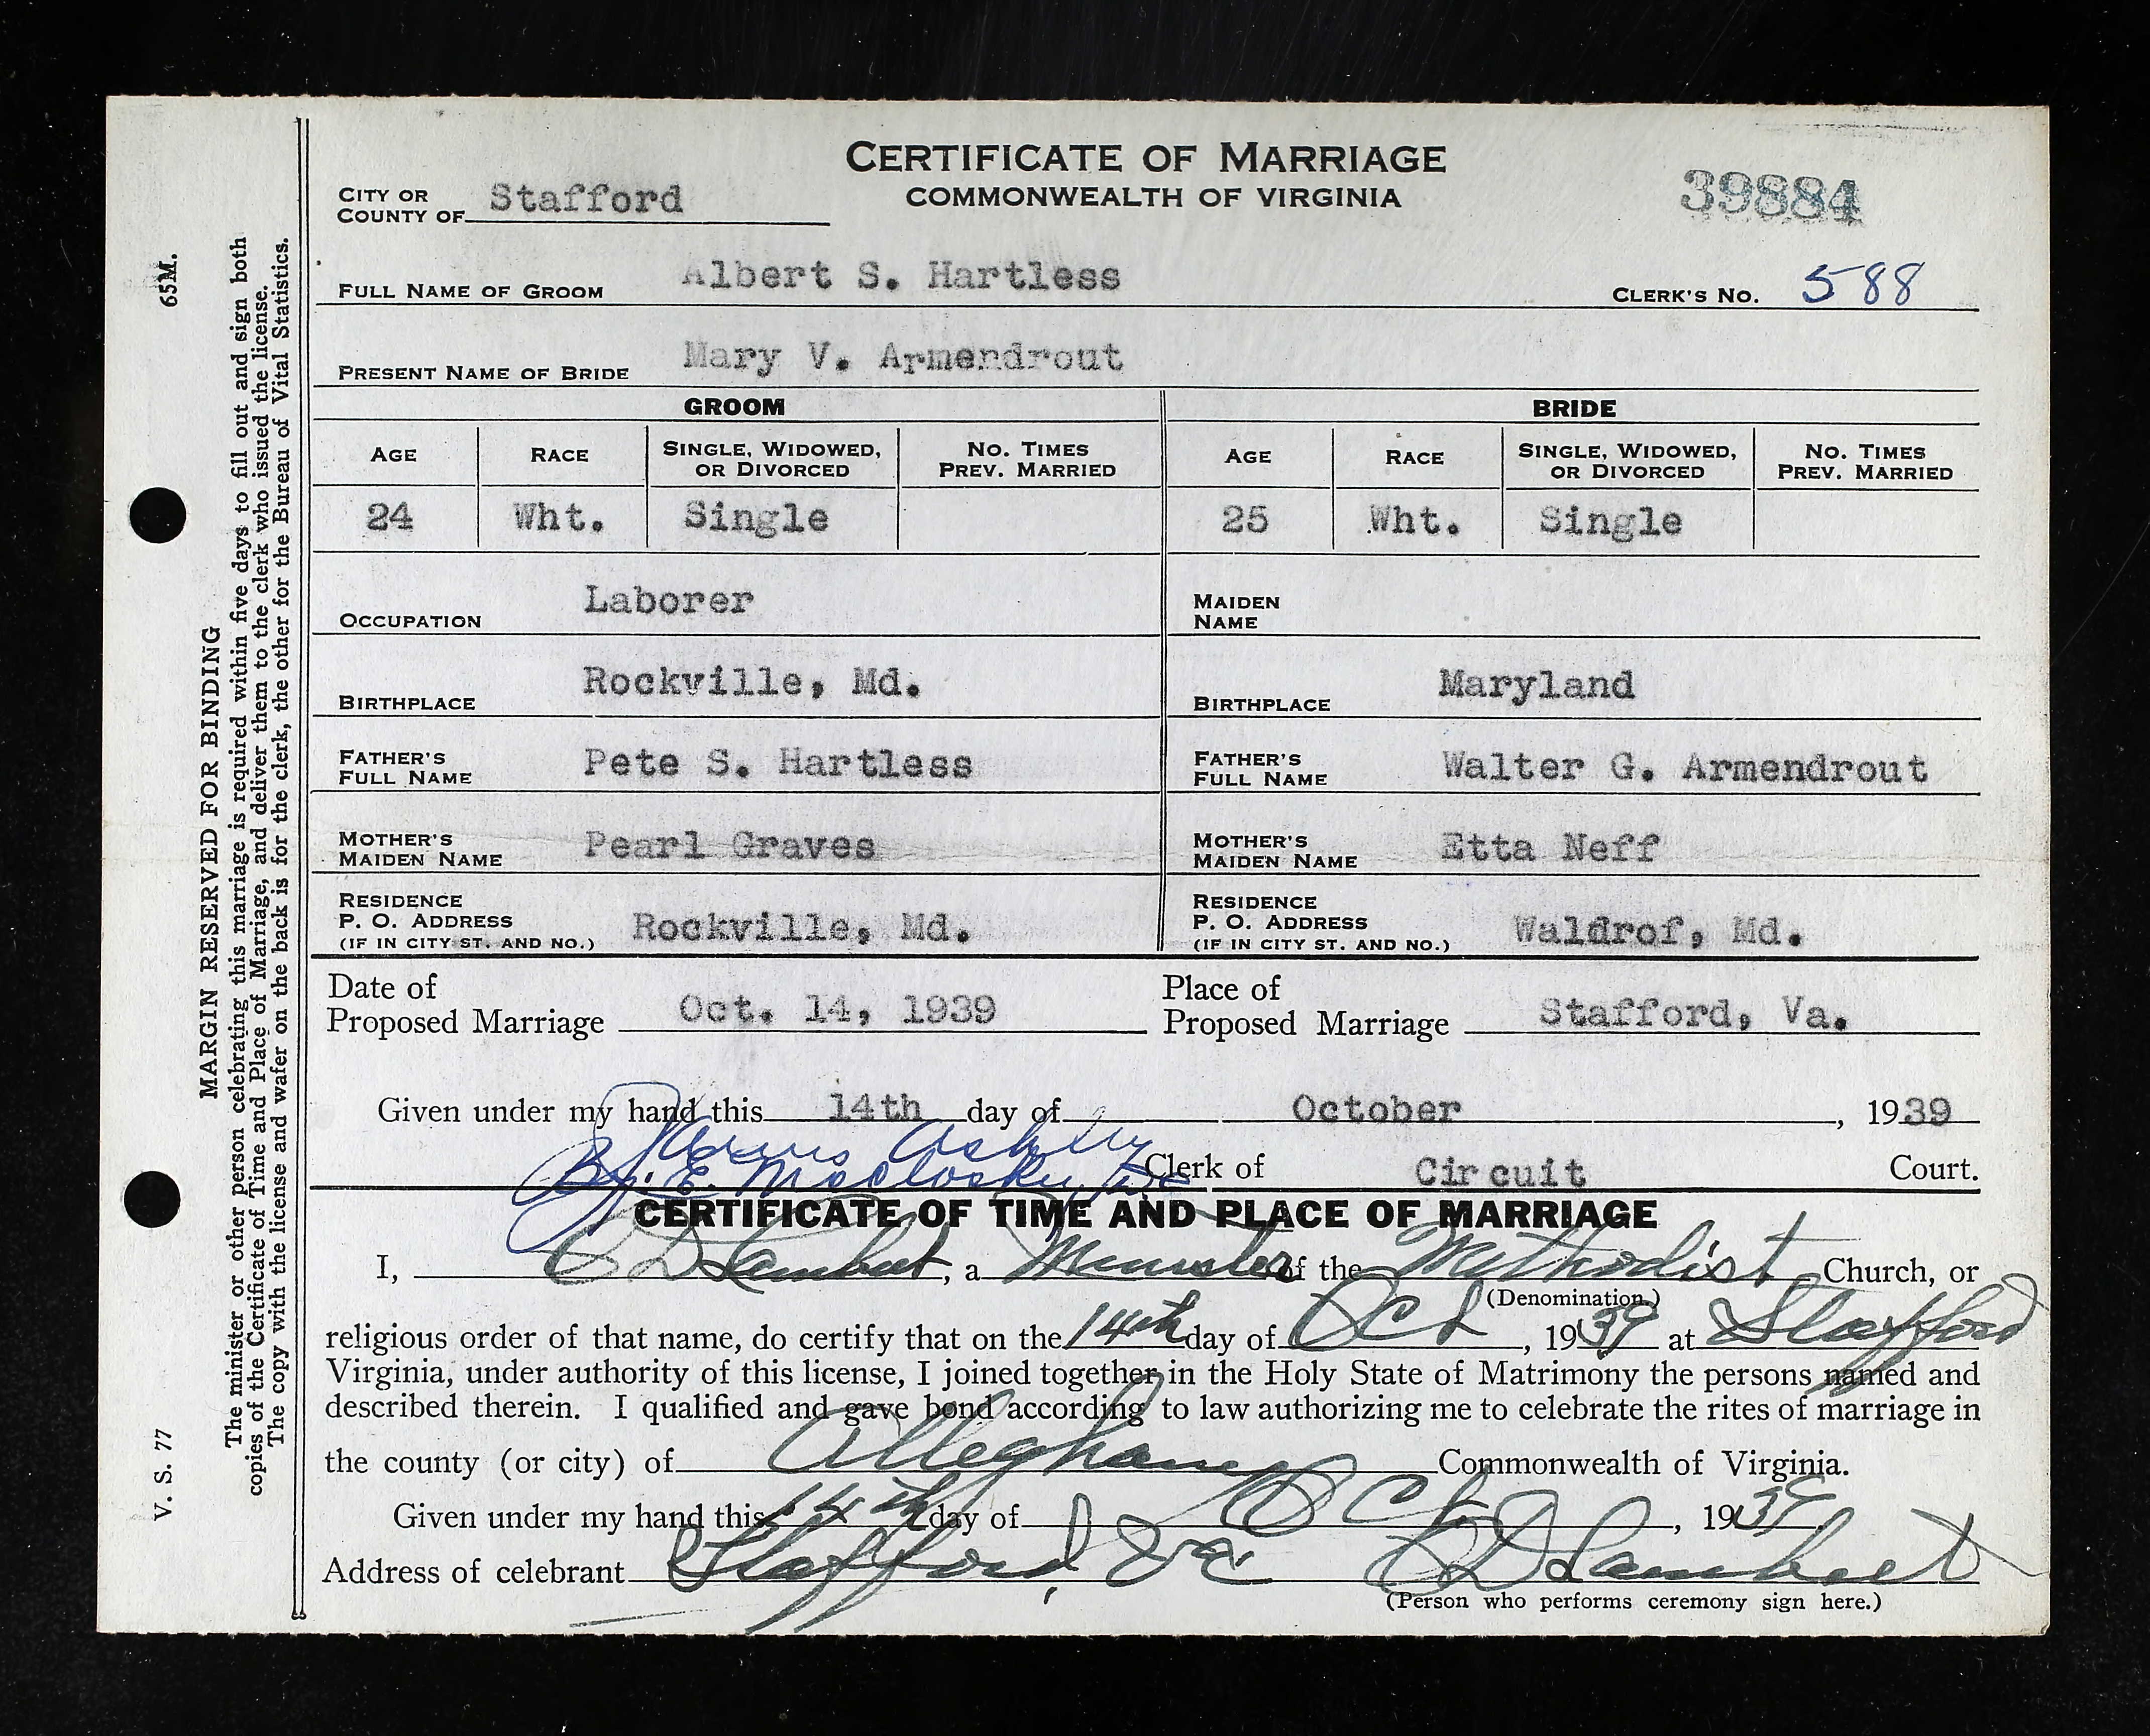 CERTIFICATE OF MARRIAGE
COMMONWEALTH OF VIRGINIA
39884
CITY OR COUNTY OF Stafford
FULL NAME OF GROOM Albert S. Hartless CLERK'S NO. 588
PRESENT NAME OF BRIDE Mary V. Armendrout
GROOM BRIDE
AGE RACE SINGLE, WIDOWED, OR DIVORCED NO. TIMES PREV. MARRIED AGE RACE SINGLE, WIDOWED, OR DIVORCED NO. TIMES PREV. MARRIED
24 Wht. Single 25 Wht. Single
OCCUPATION Laborer MAIDEN NAME
BIRTHPLACE Rockville, Md. BIRTHPLACE Maryland
FATHER'S FULL NAME Pete S. Hartless FATHER'S FULL NAME Walter G. Armendrout
MOTHER'S MAIDEN NAME Pearl Graves MOTHER'S MAIDEN NAME Etta Neff
RESIDENCE P. O. ADDRESS (IF IN CITY ST. AND NO.) Rockville, Md. RESIDENCE P. O. ADDRESS (IF IN CITY ST. AND NO.) Waldrof, Md.
Date of Proposed Marriage Oct. 14, 1939 Place of Proposed Marriage Stafford, Va.
Given under my hand this 14th day of October, 1939
Ashby
By. E. Clerk of Circuit Court.
CERTIFICATE OF TIME AND PLACE OF MARRIAGE
I, Lambert, a Minister of the Methodist Church, or
(Denomination)
religious order of that name, do certify that on the 14th day of Oct, 1939 at Stafford
Virginia, under authority of this license, I joined together in the Holy State of Matrimony the persons named and
described therein. I qualified and gave bond according to law authorizing me to celebrate the rites of marriage in
the county (or city) of Alleghany Commonwealth of Virginia.
Given under my hand this 14th day of Oct, 1939
Address of celebrant Stafford, Va Lambert
(Person who performs ceremony sign here.)
65M.
MARGIN RESERVED FOR BINDING
The minister or other person celebrating this marriage is required within five days to fill out and sign both
copies of the Certificate of Time and Place of Marriage, and deliver them to the clerk who issued the license.
The copy with the license and wafer on the back is for the clerk, the other for the Bureau of Vital Statistics.
V. S. 77